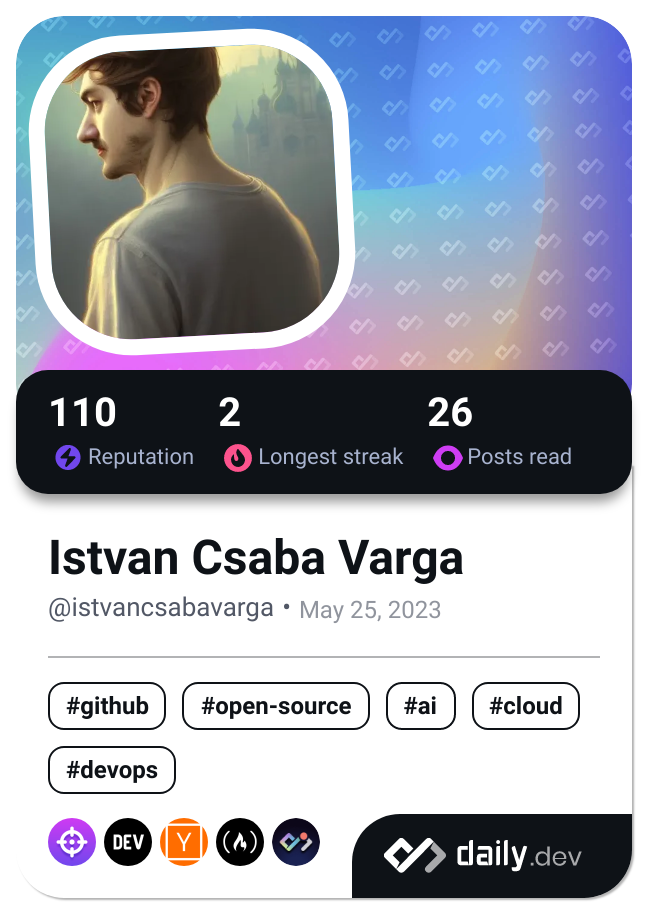 110 2 26
Reputation Longest streak Posts read
Istvan Csaba Varga
@istvancsabavarga • May 25, 2023
#github #open-source #ai #cloud
#devops
DEV Y daily.dev